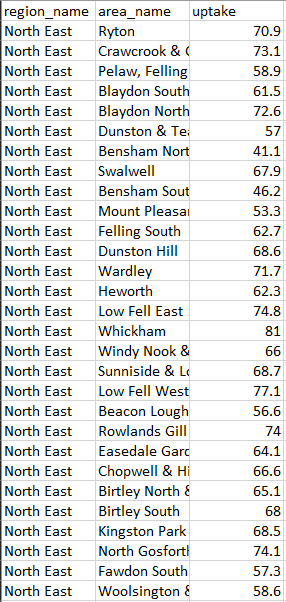 region_name area_name uptake
North East Ryton 70.9
North East Crawcrook & 73.1
North East Pelaw, Felling 58.9
North East Blaydon South 61.5
North East Blaydon North 72.6
North East Dunston & Tea 57
North East Bensham Nort 41.1
North East Swalwell 67.9
North East Bensham Sout 46.2
North East Mount Pleasa 53.3
North East Felling South 62.7
North East Dunston Hill 68.6
North East Wardley 71.7
North East Heworth 62.3
North East Low Fell East 74.8
North East Whickham 81
North East Windy Nook & 66
North East Sunniside & Lo 68.7
North East Low Fell West 77.1
North East Beacon Lough 56.6
North East Rowlands Gill 74
North East Easedale Gard 64.1
North East Chopwell & Hi 66.6
North East Birtley North & 65.1
North East Birtley South 68
North East Kingston Park 68.5
North East North Gosforth 74.1
North East Fawdon South 57.3
North East Woolsington & 58.6